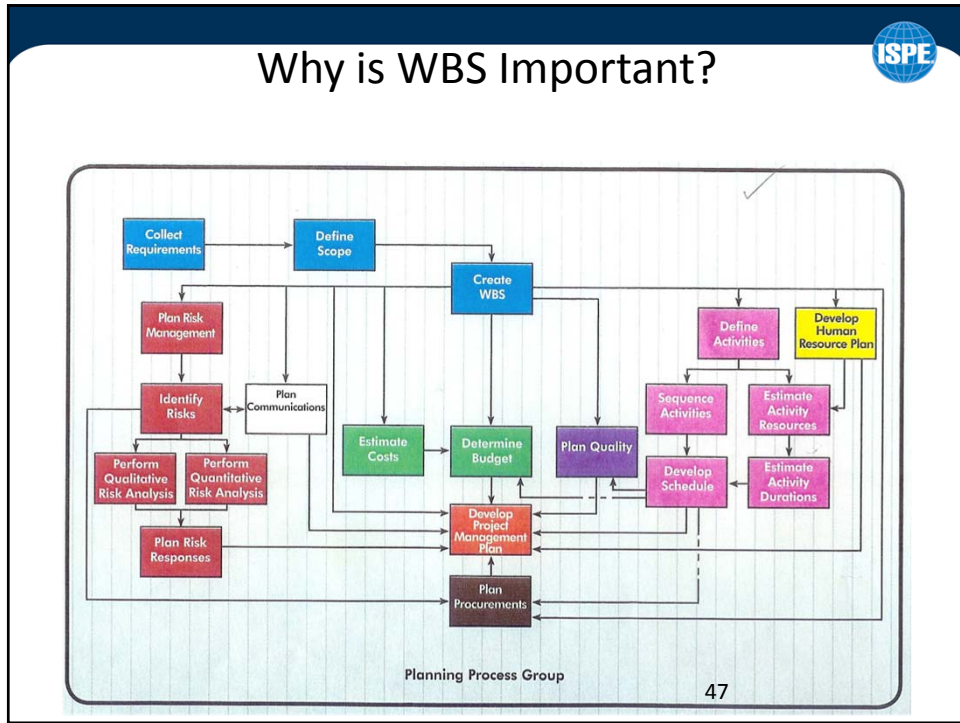 Why is WBS Important?
ISPE
Collect
Requirements
Define
Scope
Create
WBS
Plan Risk
Management
Define
Activities
Develop
Human
Resource Plan
Identify
Risks
Plan
Communications
Sequence
Activities
Estimate
Activity
Resources
Estimate
Costs
Determine
Budget
Plan Quality
Perform
Qualitative
Risk Analysis
Perform
Quantitative
Risk Analysis
Develop
Schedule
Estimate
Activity
Durations
Develop
Project
Management
Plan
Plan Risk
Responses
Plan
Procurements
Planning Process Group
47